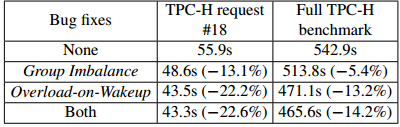 Bug fixes TPC-H request #18 Full TPC-H benchmark
None 55.9s 542.9s
Group Imbalance 48.6s (−13.1%) 513.8s (−5.4%)
Overload-on-Wakeup 43.5s (−22.2%) 471.1s (−13.2%)
Both 43.3s (−22.6%) 465.6s (−14.2%)